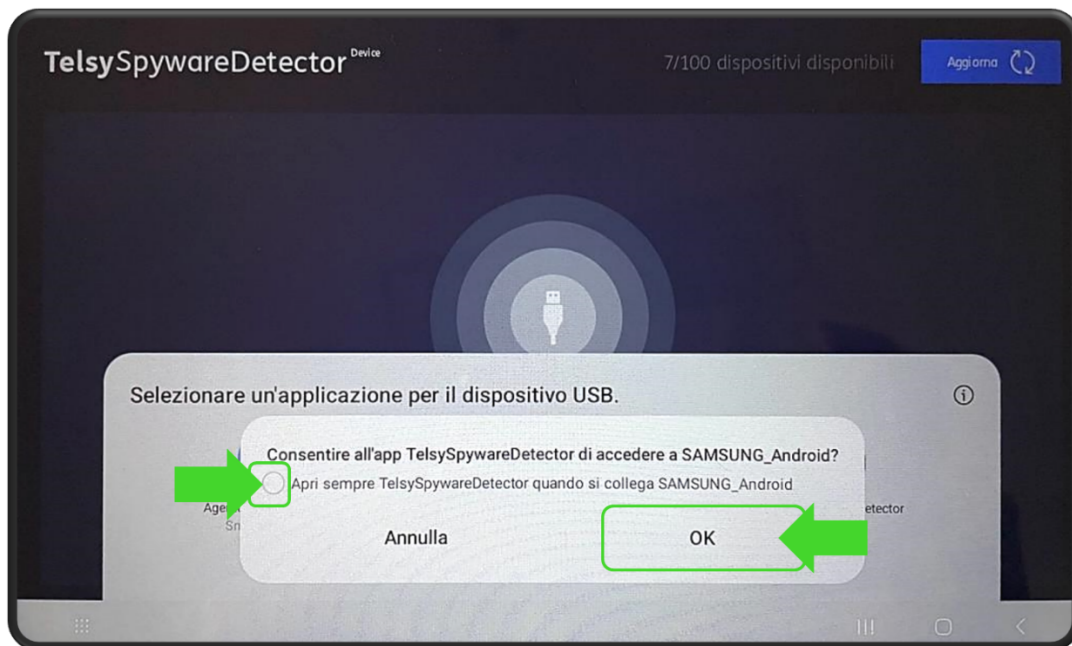 TelsySpywareDetector Device
7/100 dispositivi disponibili
Aggiorna
Selezionare un'applicazione per il dispositivo USB.
Consentire all'app TelsySpywareDetector di accedere a SAMSUNG_Android?
Apri sempre TelsySpywareDetector quando si collega SAMSUNG_Android
Annulla
OK